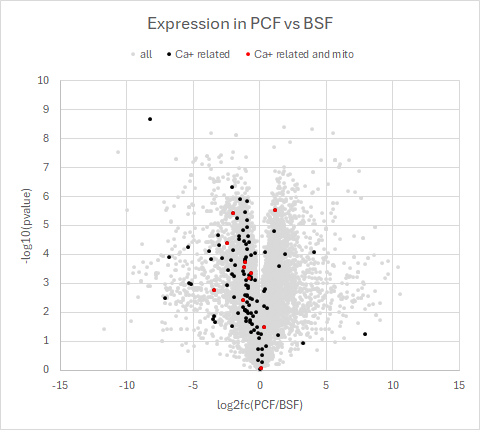 Expression in PCF vs BSF
all Ca+ related Ca+ related and mito
10
9
8
7
6
5
4
3
2
1
0
-15 -10 -5 0 5 10 15
-log10(pvalue)
log2fc(PCF/BSF)